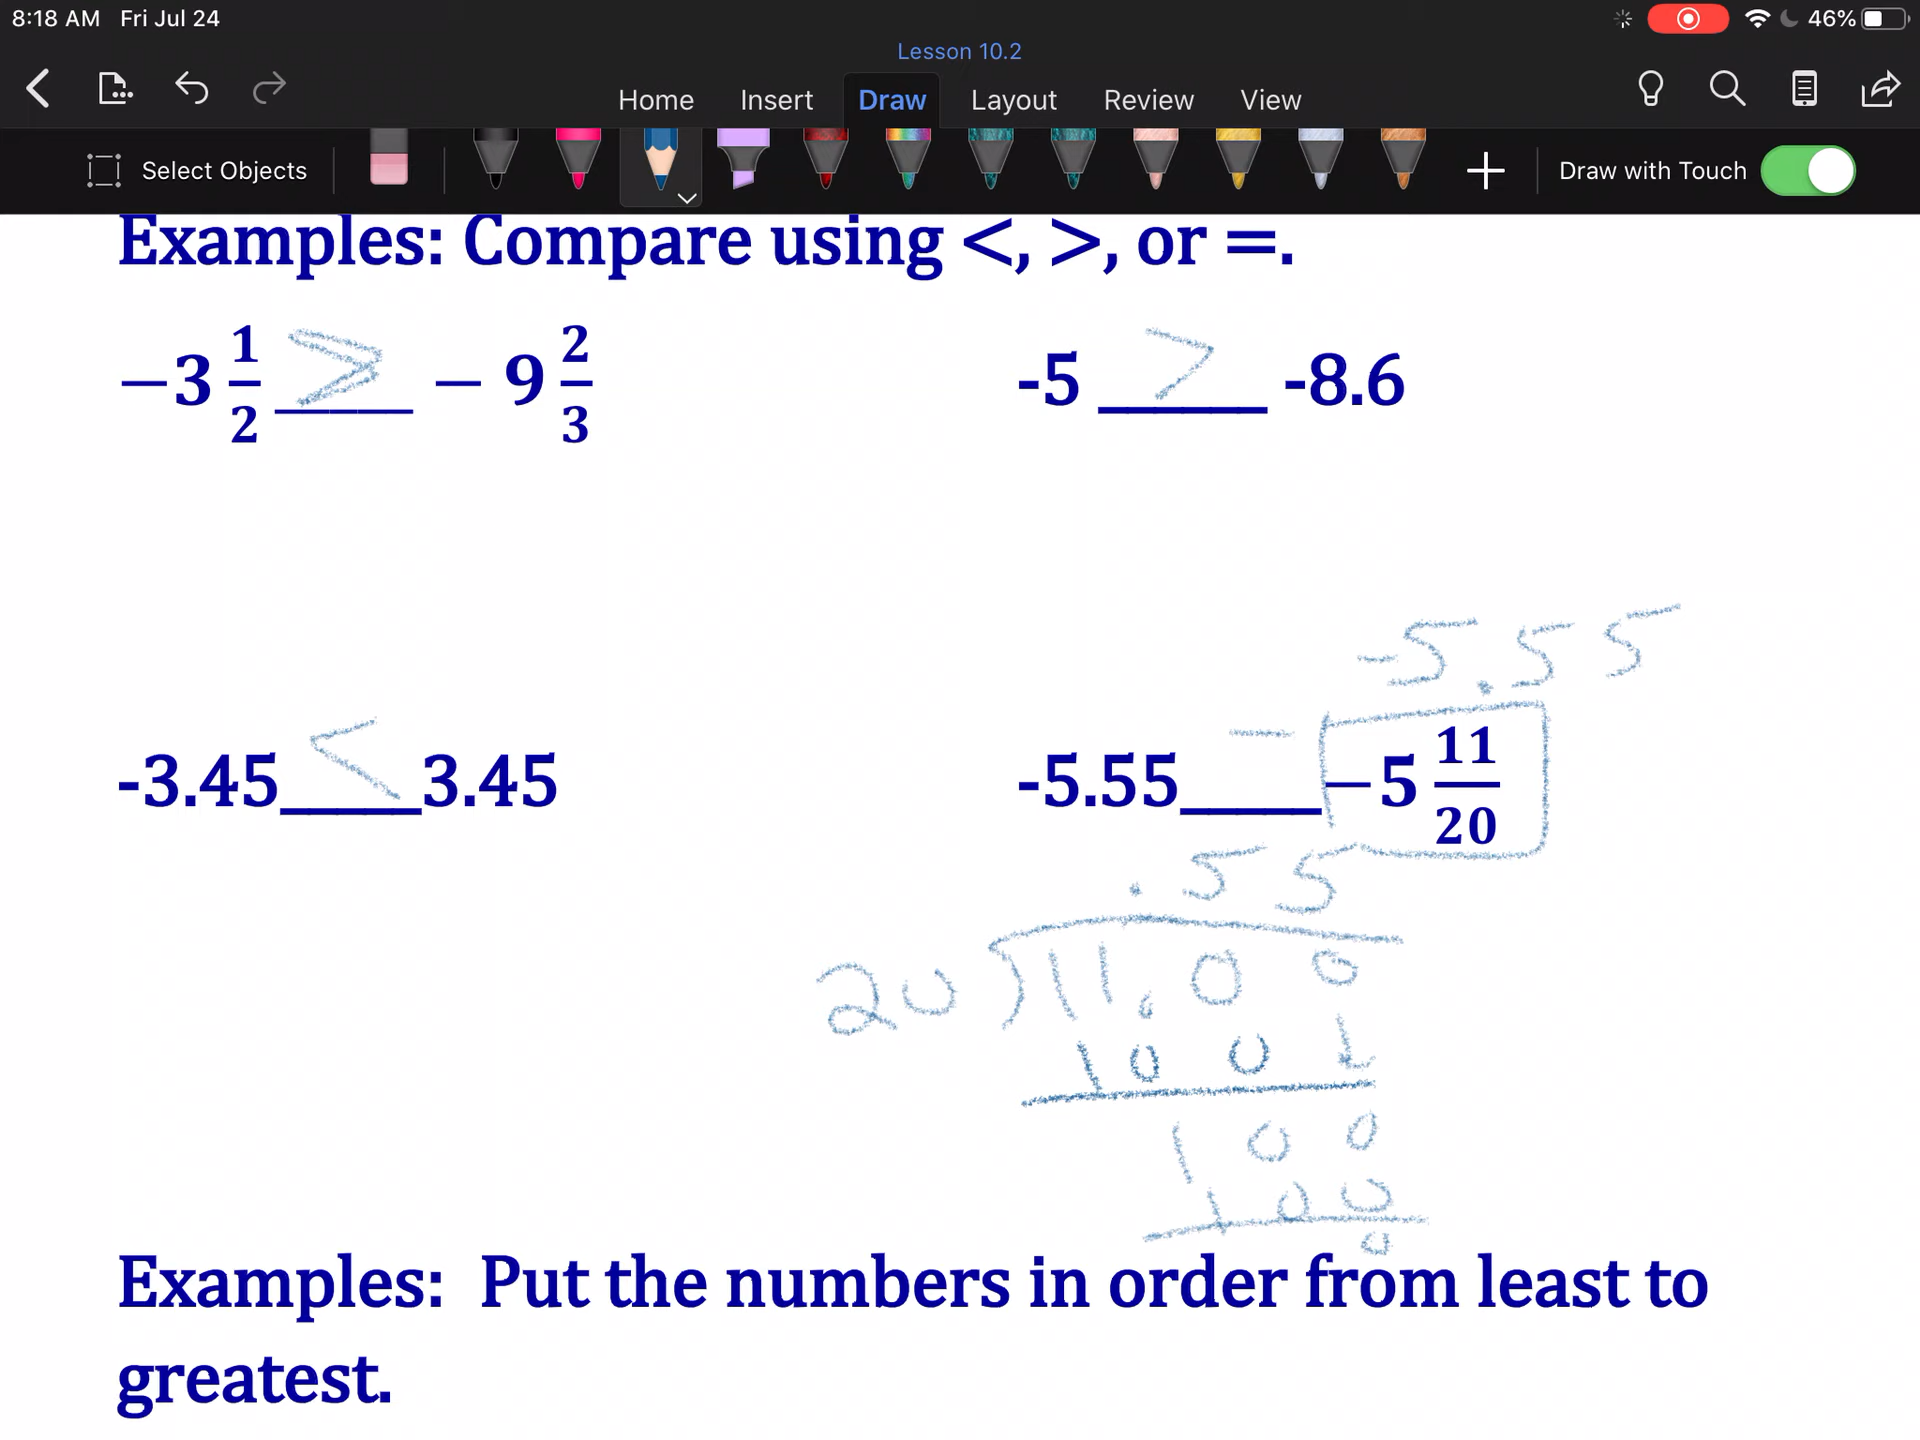 8:18 AM Fri Jul 24 46%
Lesson 10.2
Home Insert Draw Layout Review View
Select Objects Draw with Touch
Examples: Compare using <, >, or =.
−3 1/2 > − 9 2/3
-5 > -8.6
-5.55
-3.45 < 3.45
-5.55 ____ −5 11/20
.55
20)11.00
100
100
100
0
Examples: Put the numbers in order from least to
greatest.